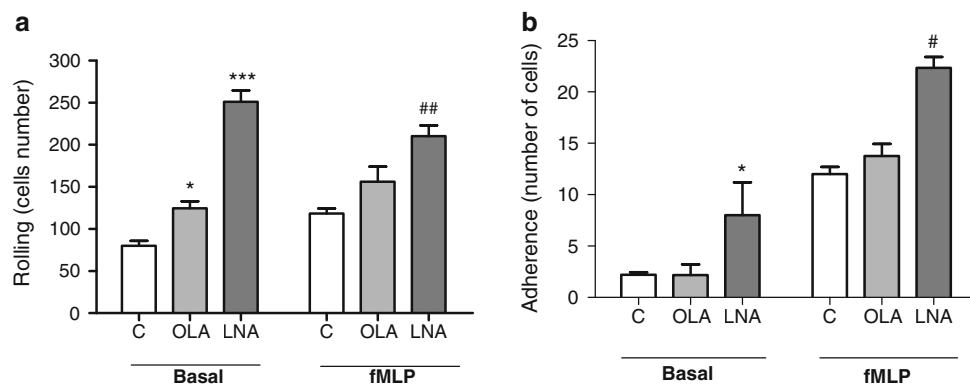 a
Rolling (cells number)
300
250
200
150
100
50
0
*
***
##
C OLA LNA C OLA LNA
Basal fMLP
b
Adherence (number of cells)
25
20
15
10
5
0
*
#
C OLA LNA C OLA LNA
Basal fMLP